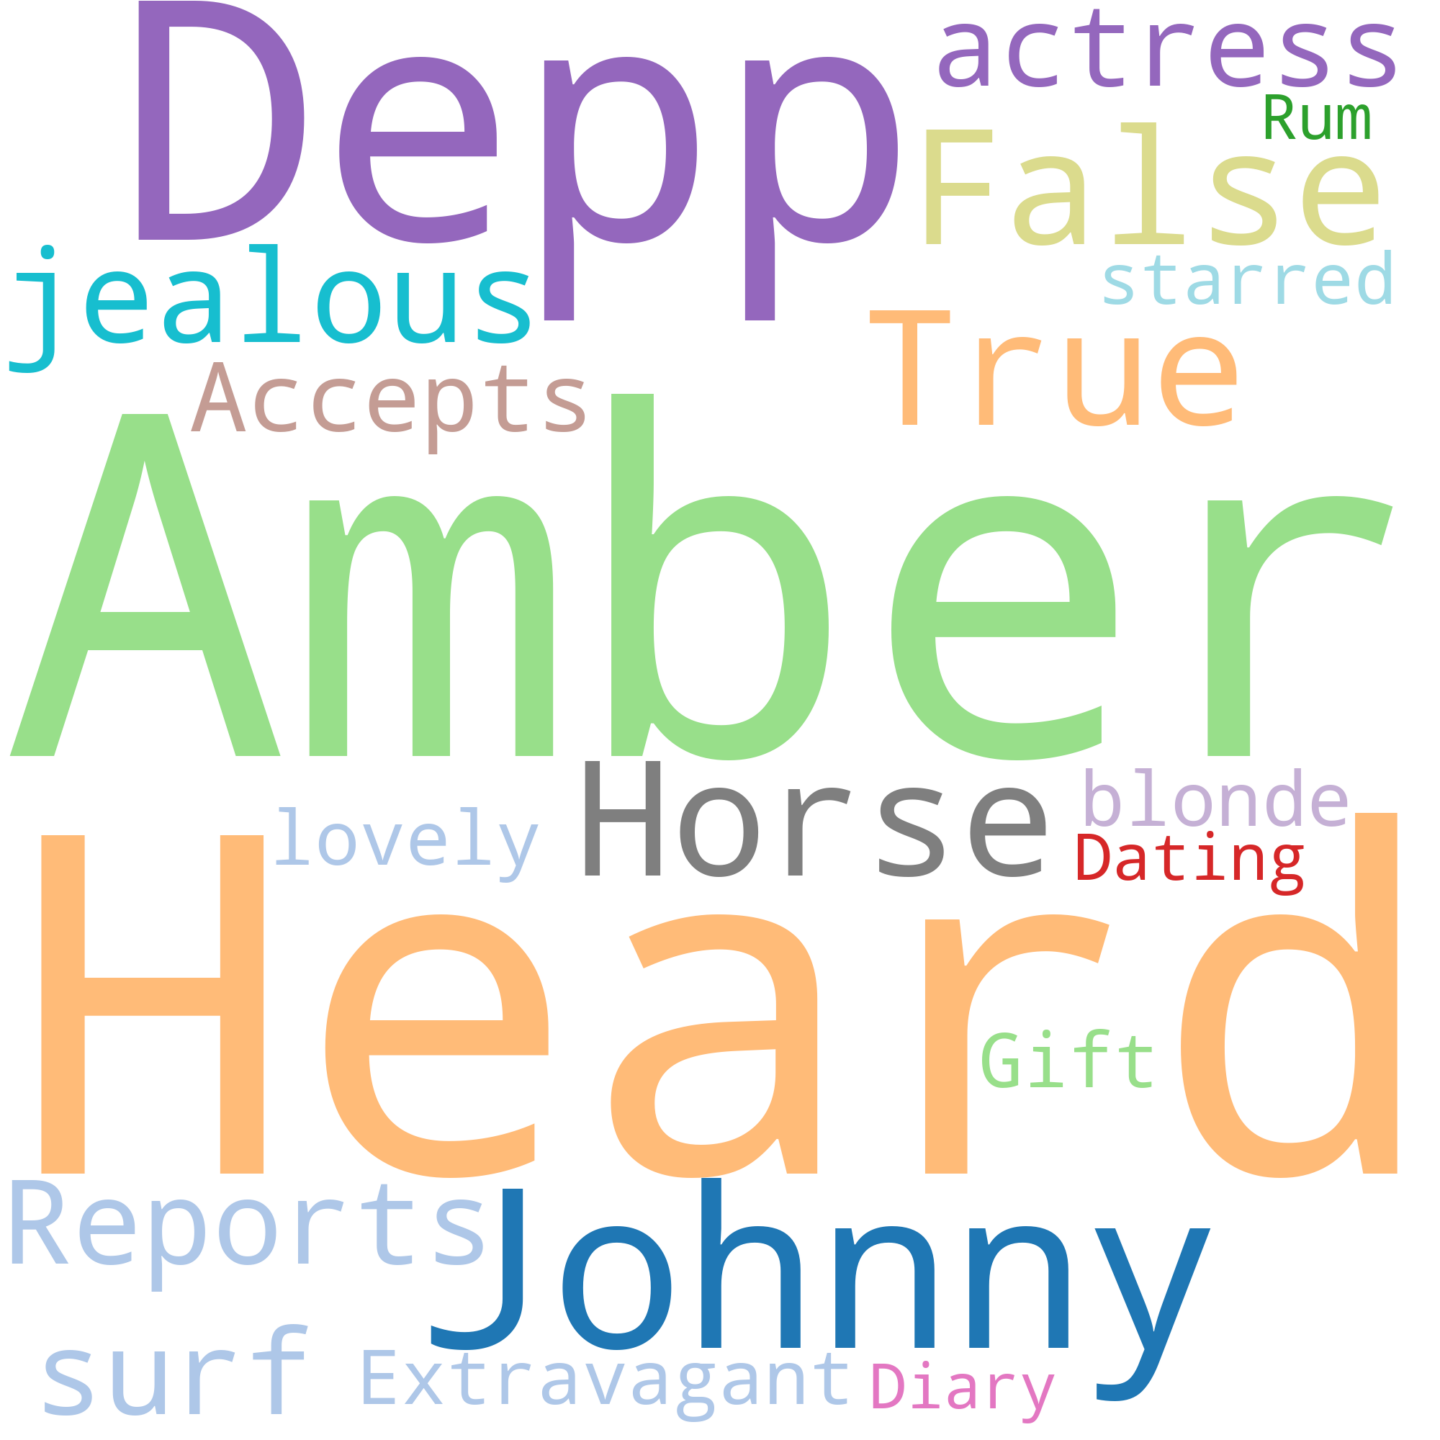 Depp
actress
Rum
False
jealous
starred
True
Accepts
Amber
Horse
blonde
lovely
Dating
Heard
Gift
Reports
Johnny
surf
Extravagant
Diary